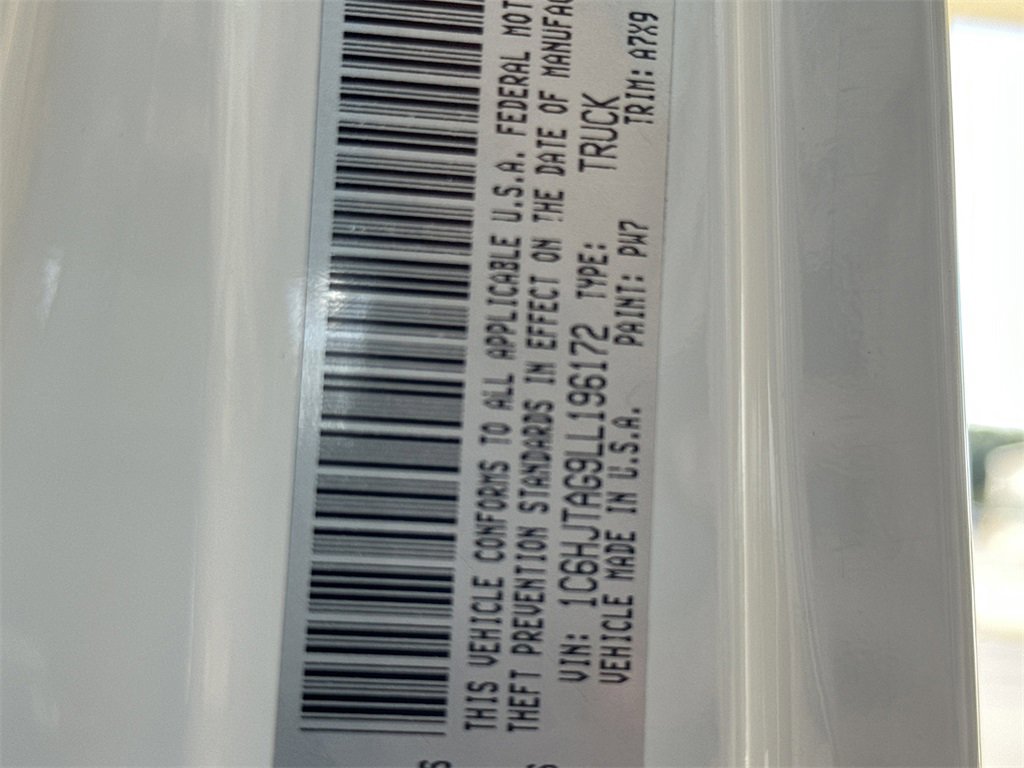 THIS VEHICLE CONFORMS TO ALL APPLICABLE U.S.A. FEDERAL MOT
THEFT PREVENTION STANDARDS IN EFFECT ON THE DATE OF MANUFAC
VIN: 1C6HJTAG9LL196172 TYPE: TRUCK
VEHICLE MADE IN U.S.A. PAINT: PW7 TRIM: A7X9